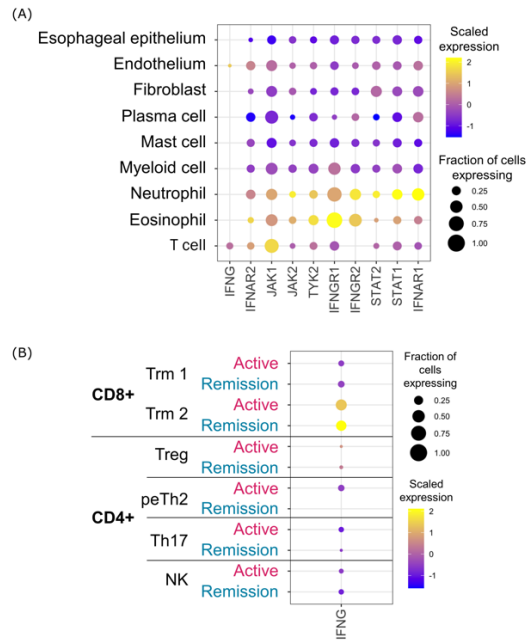 (A)
Esophageal epithelium
Endothelium
Fibroblast
Plasma cell
Mast cell
Myeloid cell
Neutrophil
Eosinophil
T cell
IFNG
IFNAR2
JAK1
JAK2
TYK2
IFNGR1
IFNGR2
STAT2
STAT1
IFNAR1
Scaled
expression
2
1
0
-1
Fraction of cells
expressing
0.25
0.50
0.75
1.00
(B)
CD8+
Trm 1
Active
Remission
Trm 2
Active
Remission
CD4+
Treg
Active
Remission
peTh2
Active
Remission
Th17
Active
Remission
NK
Active
Remission
IFNG
Fraction of
cells
expressing
0.25
0.50
0.75
1.00
Scaled
expression
2
1
0
-1